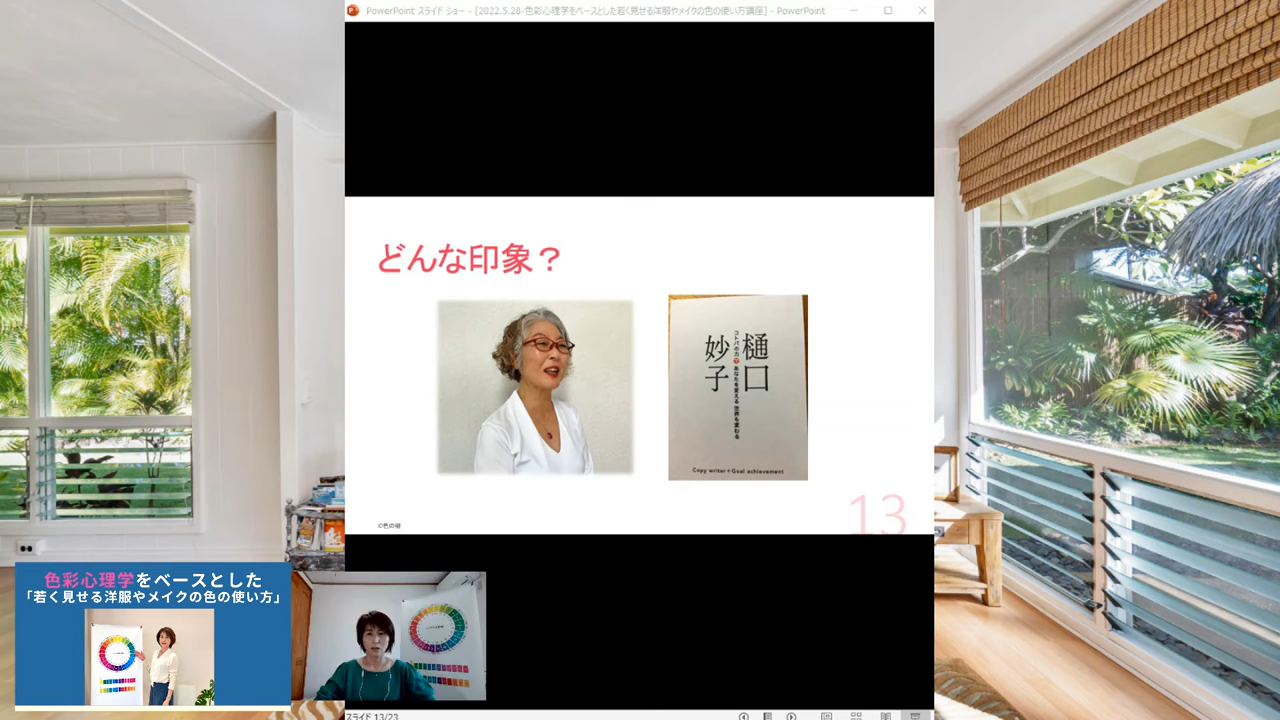 PowerPoint スライド ショー - [2022.5.28-色彩心理学をベースとした若く見せる洋服やメイクの色の使い方講座] - PowerPoint
どんな印象？
樋口
妙子
コトバの力で あなたを変える 世界も変わる
Copy writer+Goal achievement
©色の樹
13
色彩心理学をベースとした
「若く見せる洋服やメイクの色の使い方」
スライド 13/23